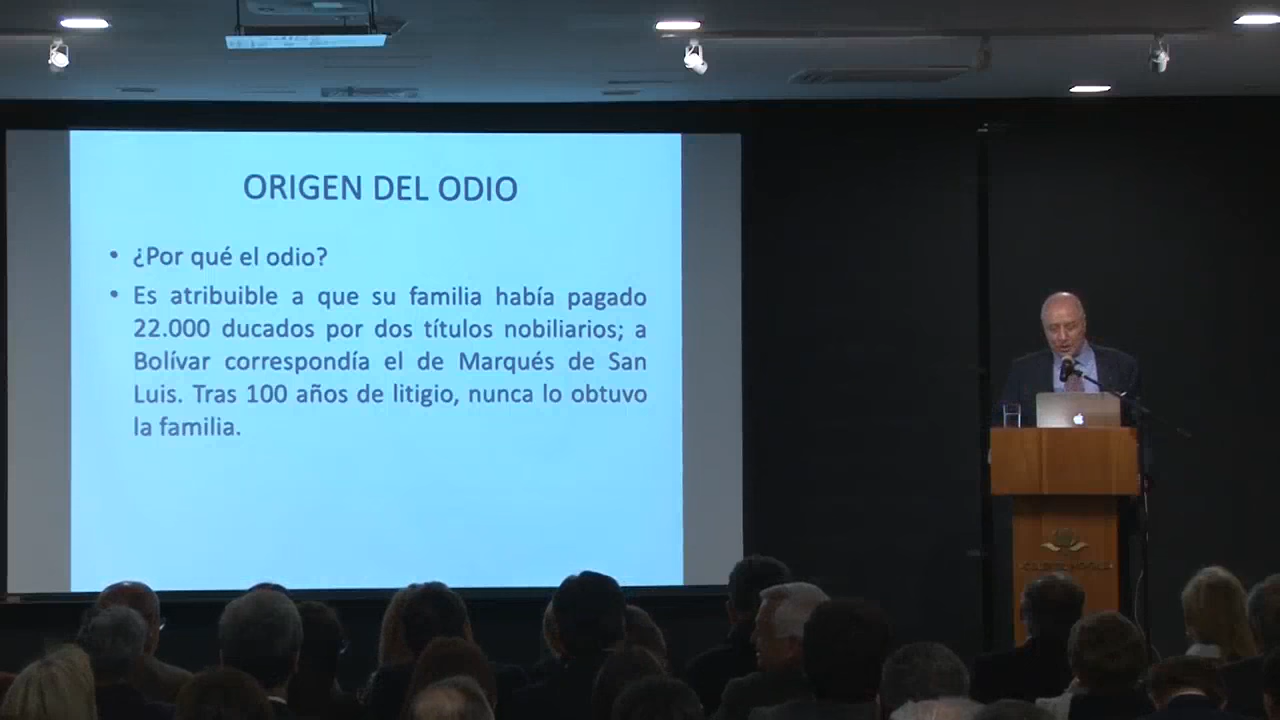 ORIGEN DEL ODIO
• ¿Por qué el odio?
• Es atribuible a que su familia había pagado
22.000 ducados por dos títulos nobiliarios; a
Bolívar correspondía el de Marqués de San
Luis. Tras 100 años de litigio, nunca lo obtuvo
la familia.